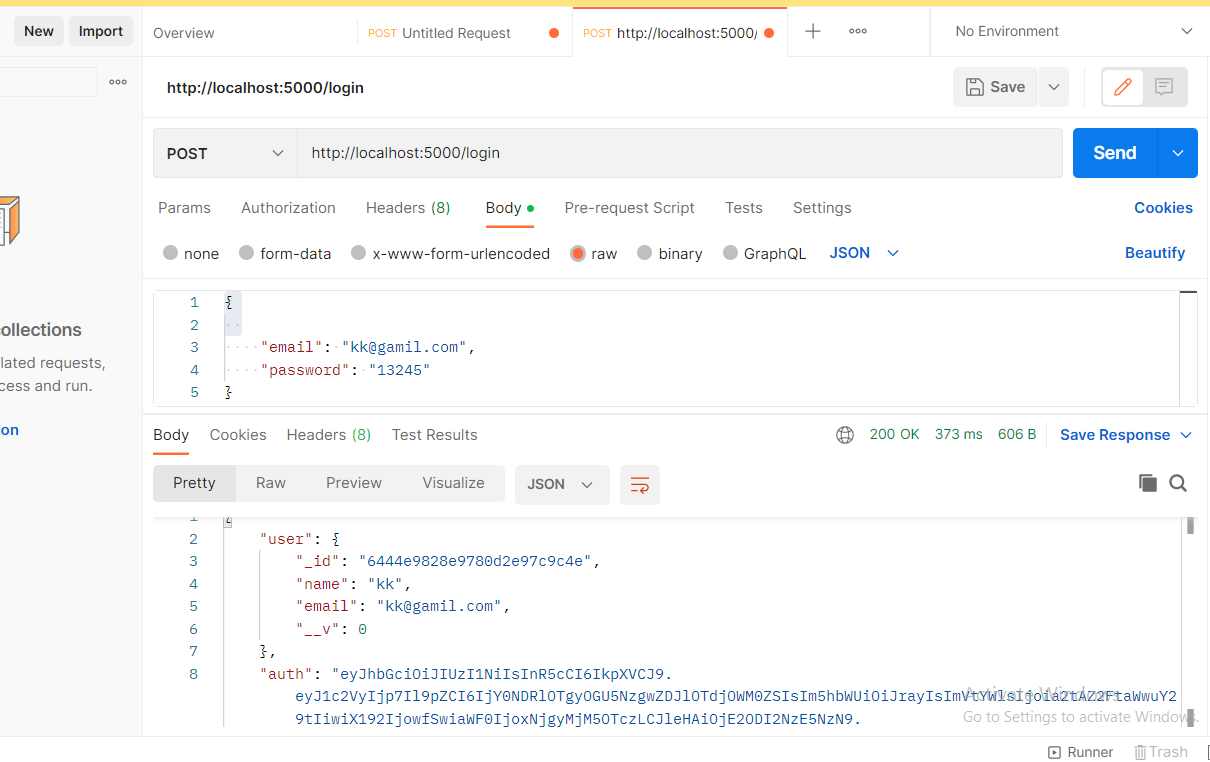 New Import Overview POST Untitled Request POST http://localhost:5000/ No Environment
http://localhost:5000/login Save
POST http://localhost:5000/login Send
Params Authorization Headers (8) Body Pre-request Script Tests Settings Cookies
none form-data x-www-form-urlencoded raw binary GraphQL JSON Beautify
1 {
2
3 "email": "kk@gamil.com",
4 "password": "13245"
5 }
ollections
lated requests,
cess and run.
on
Body Cookies Headers (8) Test Results 200 OK 373 ms 606 B Save Response
Pretty Raw Preview Visualize JSON
1 {
2 "user": {
3 "_id": "6444e9828e9780d2e97c9c4e",
4 "name": "kk",
5 "email": "kk@gamil.com",
6 "__v": 0
7 },
8 "auth": "eyJhbGciOiJIUzI1NiIsInR5cCI6IkpXVCJ9.
9tIiwiX192IjowfSwiaWF0IjoxNjgyMjM5OTczLCJleHAiOjE2ODI2NzE5NzN9.
Activate Windows
Go to Settings to activate Windows.
Runner Trash